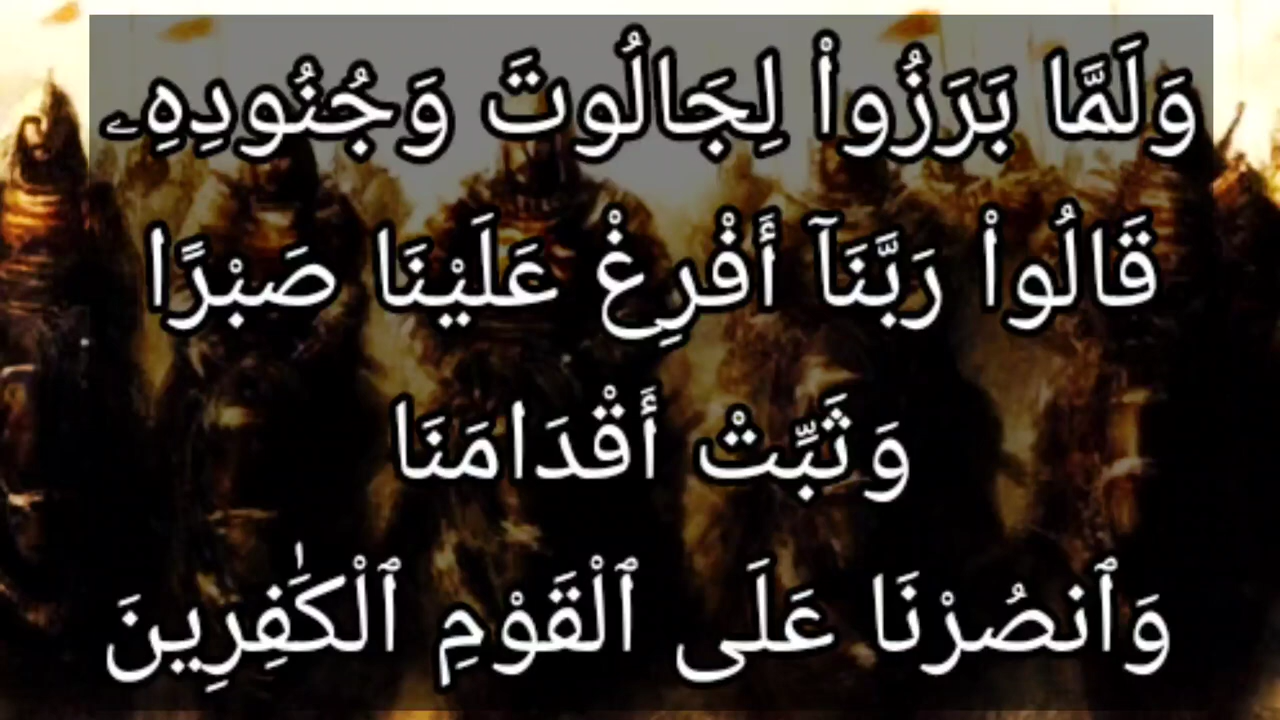 وَلَمَّا بَرَزُوا۟ لِجَالُوتَ وَجُنُودِهِۦ
قَالُوا۟ رَبَّنَآ أَفْرِغْ عَلَيْنَا صَبْرًا
وَثَبِّتْ أَقْدَامَنَا
وَٱنصُرْنَا عَلَى ٱلْقَوْمِ ٱلْكَٰفِرِينَ